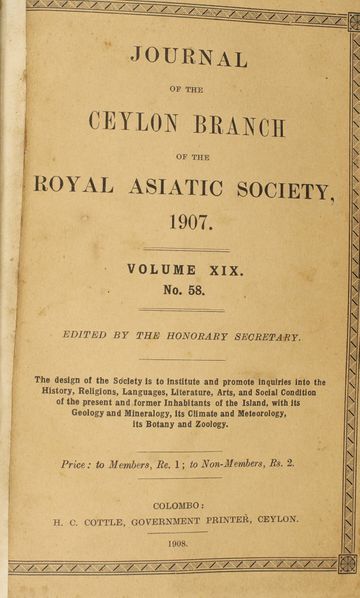 JOURNAL
OF THE
CEYLON BRANCH
OF THE
ROYAL ASIATIC SOCIETY,
1907.
VOLUME XIX.
No. 58.
EDITED BY THE HONORARY SECRETARY.
The design of the Society is to institute and promote inquiries into the
History, Religions, Languages, Literature, Arts, and Social Condition
of the present and former Inhabitants of the Island, with its
Geology and Mineralogy, its Climate and Meteorology,
its Botany and Zoology.
Price: to Members, Re. 1; to Non-Members, Rs. 2.
COLOMBO:
H. C. COTTLE, GOVERNMENT PRINTER, CEYLON.
1908.